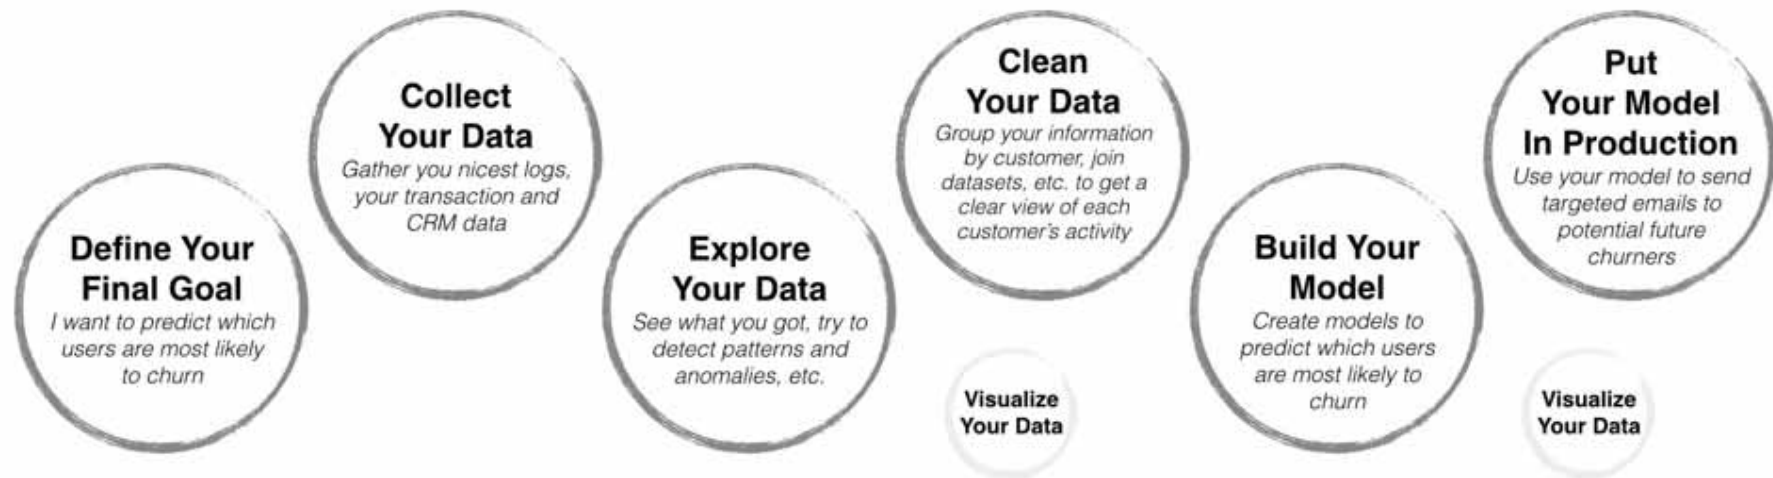 Define Your
Final Goal
I want to predict which
users are most likely
to churn
Collect
Your Data
Gather you nicest logs,
your transaction and
CRM data
Explore
Your Data
See what you got, try to
detect patterns and
anomalies, etc.
Clean
Your Data
Group your information
by customer, join
datasets, etc. to get a
clear view of each
customer's activity
Visualize
Your Data
Build Your
Model
Create models to
predict which users
are most likely to
churn
Put
Your Model
In Production
Use your model to send
targeted emails to
potential future
churners
Visualize
Your Data